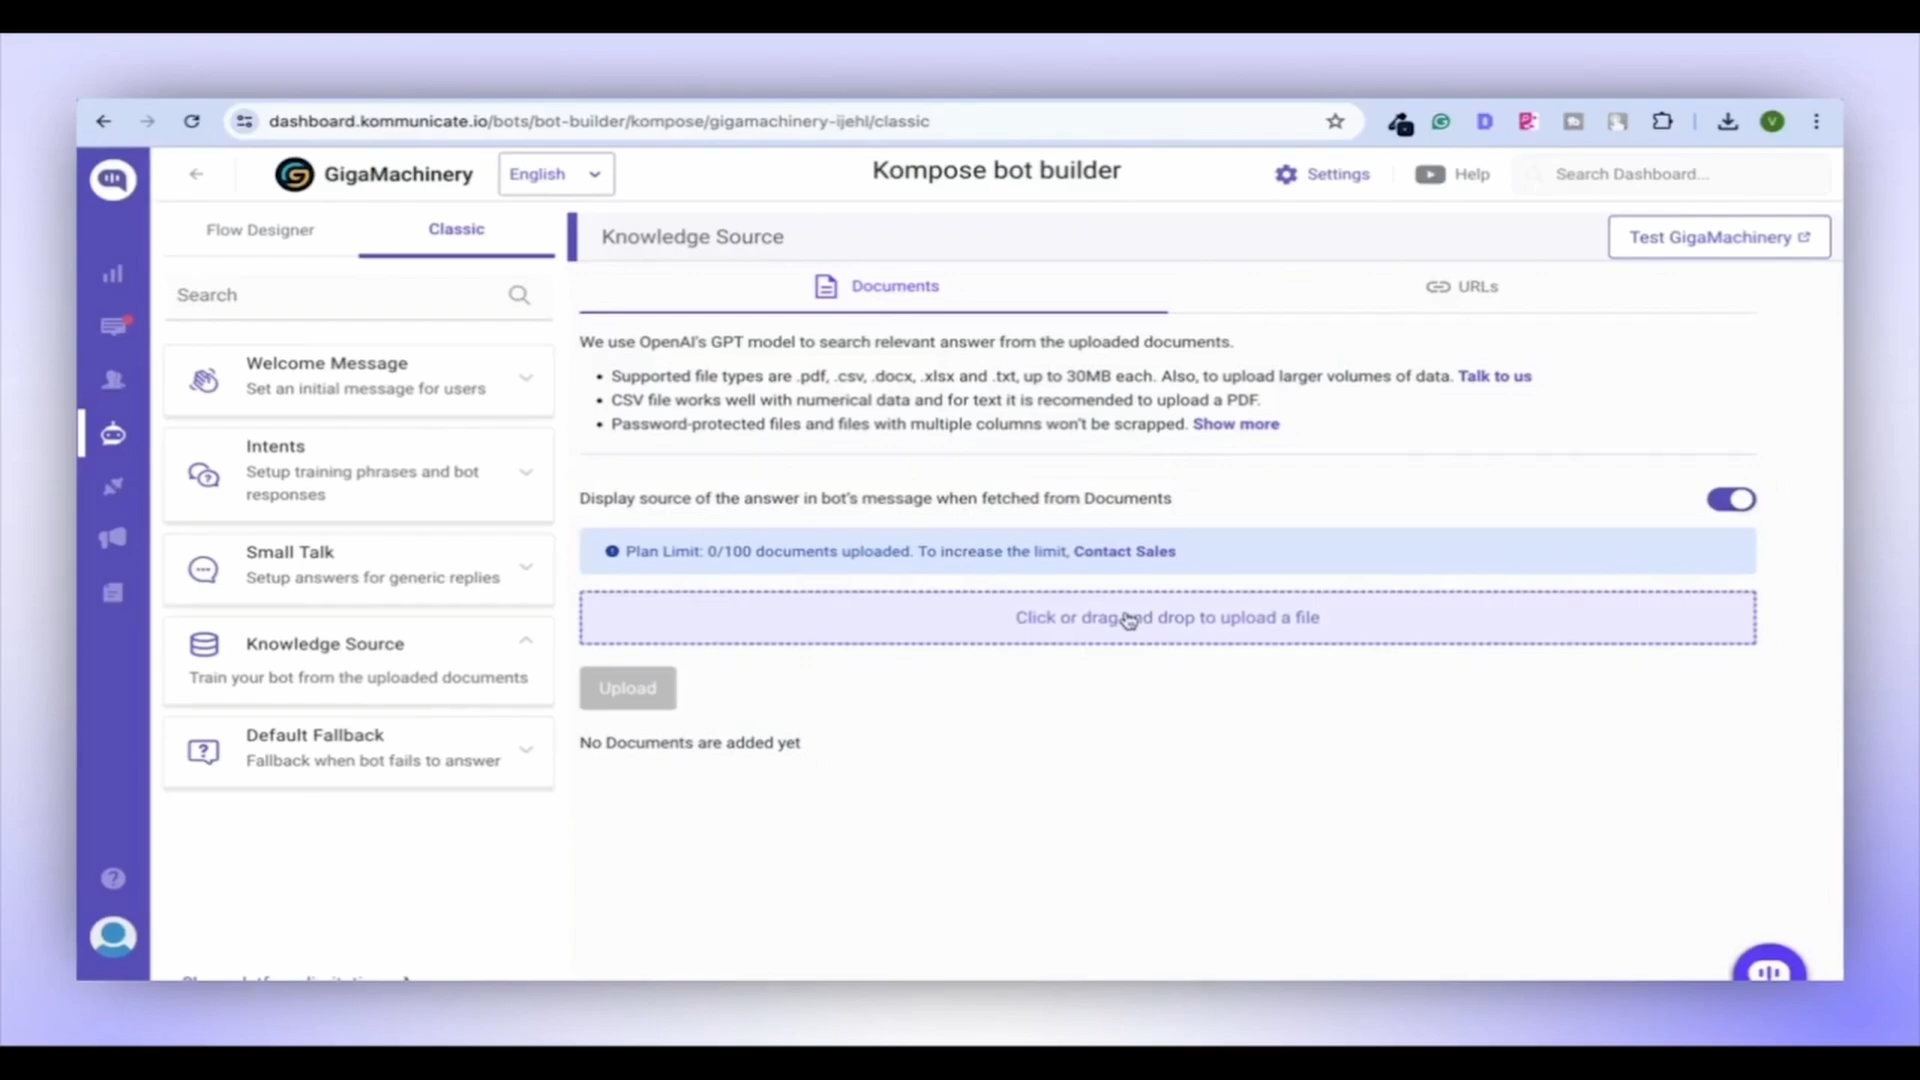 dashboard.kommunicate.io/bots/bot-builder/kompose/gigamachinery-ijehl/classic
V
GigaMachinery
English
Kompose bot builder
Settings
Help
Search Dashboard...
Flow Designer
Classic
Knowledge Source
Test GigaMachinery
Search
Documents
URLs
We use OpenAI's GPT model to search relevant answer from the uploaded documents.
• Supported file types are .pdf, .csv, .docx, .xlsx and .txt, up to 30MB each. Also, to upload larger volumes of data. Talk to us
• CSV file works well with numerical data and for text it is recomended to upload a PDF.
• Password-protected files and files with multiple columns won't be scrapped. Show more
Welcome Message
Set an initial message for users
Intents
Setup training phrases and bot
responses
Small Talk
Setup answers for generic replies
Knowledge Source
Train your bot from the uploaded documents
Default Fallback
Fallback when bot fails to answer
Display source of the answer in bot's message when fetched from Documents
Plan Limit: 0/100 documents uploaded. To increase the limit, Contact Sales
Click or drag and drop to upload a file
Upload
No Documents are added yet